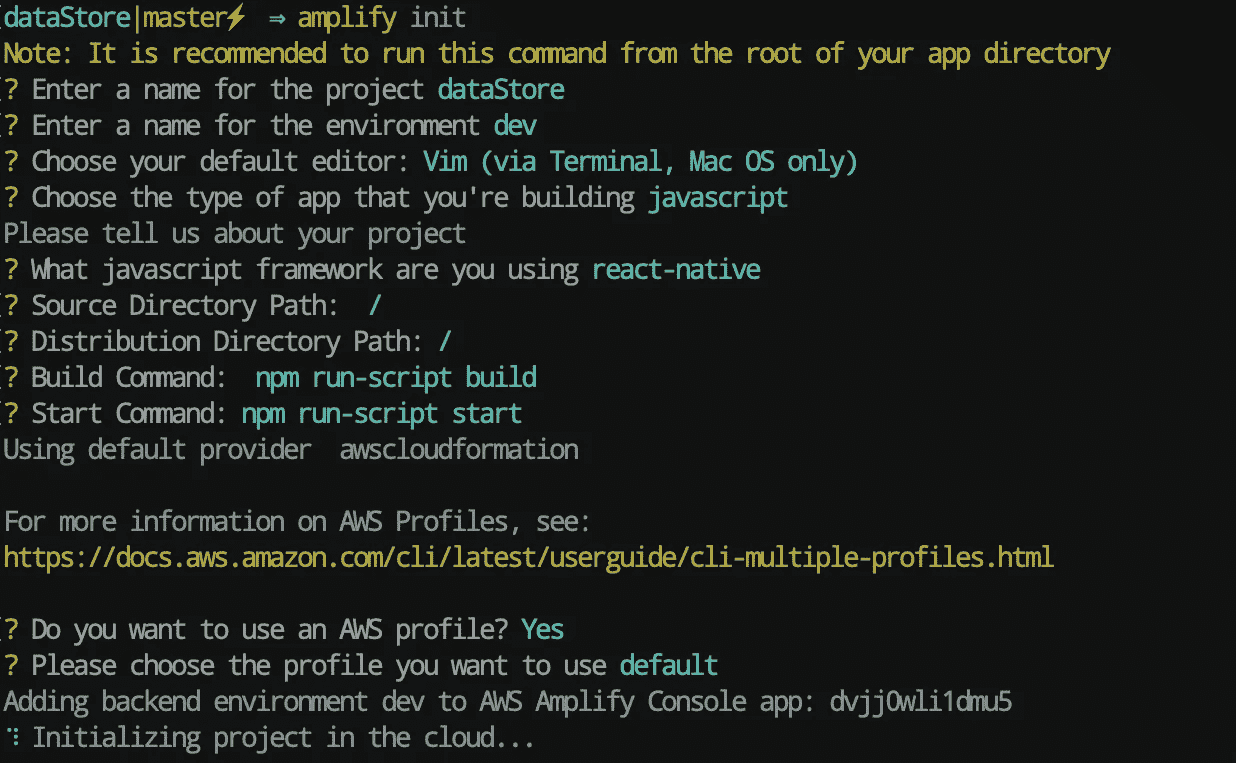 dataStore|master⚡ ⇒ amplify init
Note: It is recommended to run this command from the root of your app directory
? Enter a name for the project dataStore
? Enter a name for the environment dev
? Choose your default editor: Vim (via Terminal, Mac OS only)
? Choose the type of app that you're building javascript
Please tell us about your project
? What javascript framework are you using react-native
? Source Directory Path:  /
? Distribution Directory Path: /
? Build Command:  npm run-script build
? Start Command: npm run-script start
Using default provider  awscloudformation
For more information on AWS Profiles, see:
https://docs.aws.amazon.com/cli/latest/userguide/cli-multiple-profiles.html
? Do you want to use an AWS profile? Yes
? Please choose the profile you want to use default
Adding backend environment dev to AWS Amplify Console app: dvjj0wli1dmu5
⠹ Initializing project in the cloud...